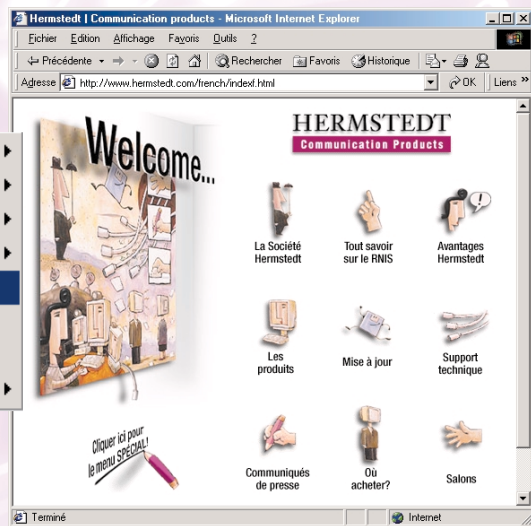 Hermstedt | Communication products - Microsoft Internet Explorer
Fichier Edition Affichage Favoris Outils ?
Précédente Rechercher Favoris Historique
Adresse http://www.hermstedt.com/french/indexf.html OK Liens »
Welcome...
HERMSTEDT
Communication Products
La Société
Hermstedt
Tout savoir
sur le RNIS
Avantages
Hermstedt
Les
produits
Mise à jour
Support
technique
Cliquer ici pour
le menu SPÉCIAL!
Communiqués
de presse
Où
acheter?
Salons
Terminé Internet